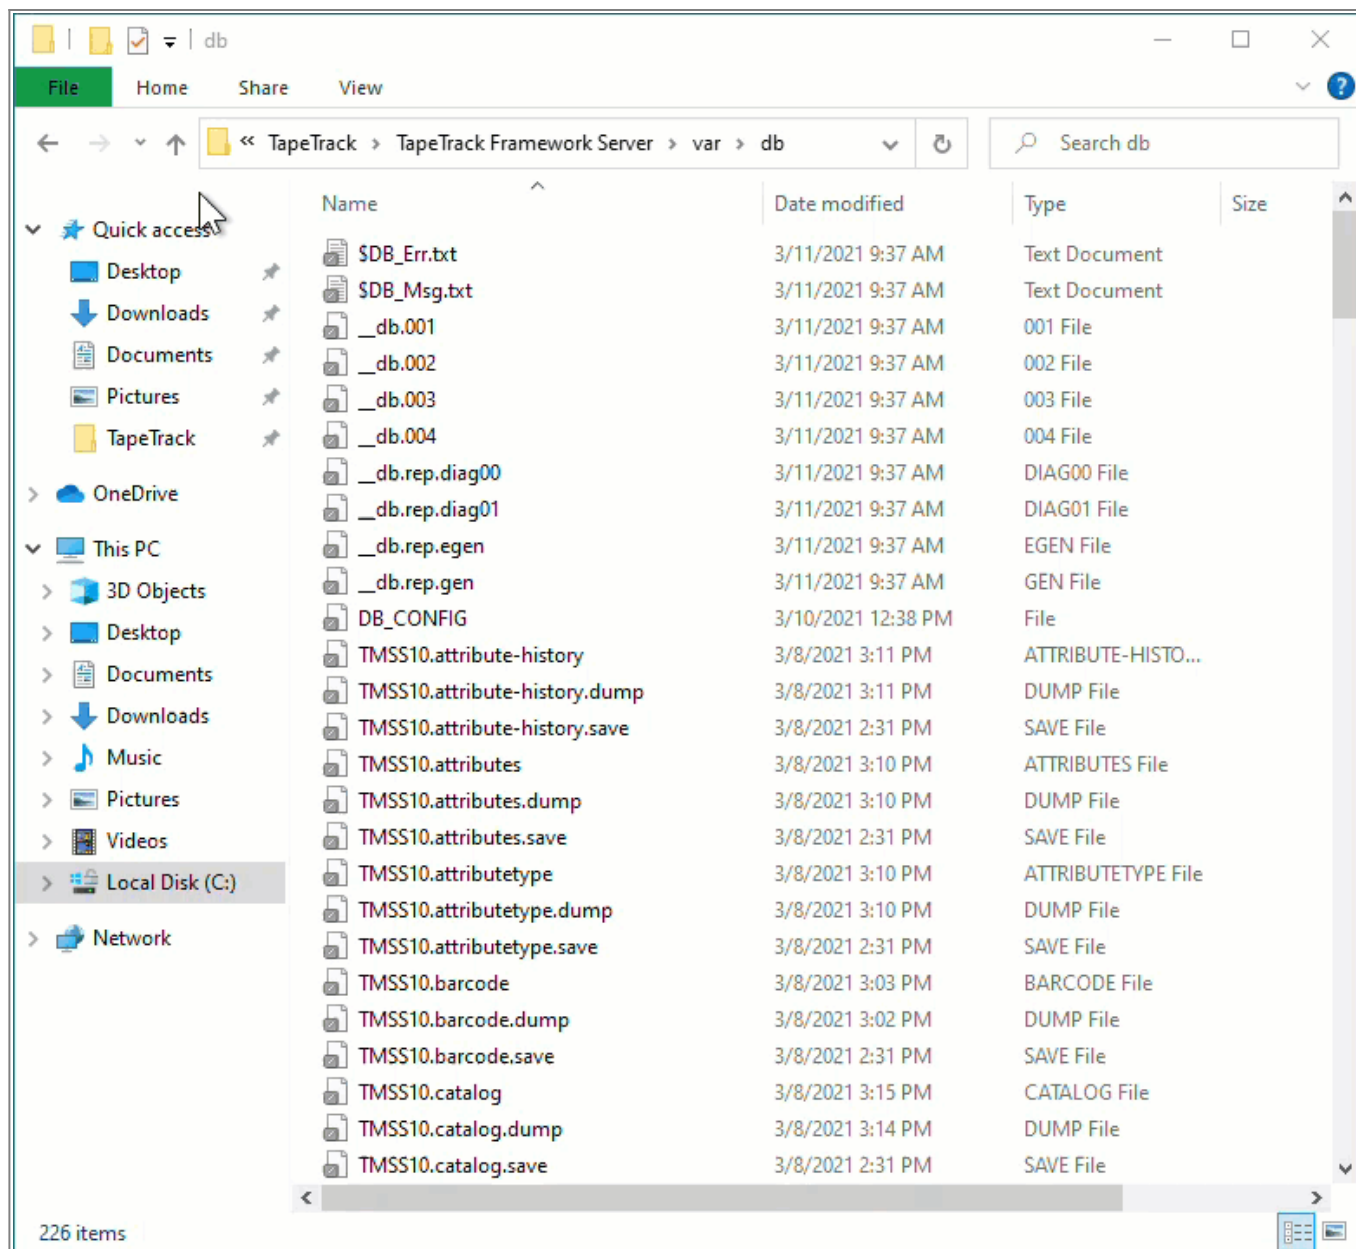 db
File Home Share View ?
« TapeTrack › TapeTrack Framework Server › var › db Search db
Name Date modified Type Size
Quick access
Desktop
Downloads
Documents
Pictures
TapeTrack
OneDrive
This PC
3D Objects
Desktop
Documents
Downloads
Music
Pictures
Videos
Local Disk (C:)
Network
$DB_Err.txt 3/11/2021 9:37 AM Text Document
$DB_Msg.txt 3/11/2021 9:37 AM Text Document
__db.001 3/11/2021 9:37 AM 001 File
__db.002 3/11/2021 9:37 AM 002 File
__db.003 3/11/2021 9:37 AM 003 File
__db.004 3/11/2021 9:37 AM 004 File
__db.rep.diag00 3/11/2021 9:37 AM DIAG00 File
__db.rep.diag01 3/11/2021 9:37 AM DIAG01 File
__db.rep.egen 3/11/2021 9:37 AM EGEN File
__db.rep.gen 3/11/2021 9:37 AM GEN File
DB_CONFIG 3/10/2021 12:38 PM File
TMSS10.attribute-history 3/8/2021 3:11 PM ATTRIBUTE-HISTO...
TMSS10.attribute-history.dump 3/8/2021 3:11 PM DUMP File
TMSS10.attribute-history.save 3/8/2021 2:31 PM SAVE File
TMSS10.attributes 3/8/2021 3:10 PM ATTRIBUTES File
TMSS10.attributes.dump 3/8/2021 3:10 PM DUMP File
TMSS10.attributes.save 3/8/2021 2:31 PM SAVE File
TMSS10.attributetype 3/8/2021 3:10 PM ATTRIBUTETYPE File
TMSS10.attributetype.dump 3/8/2021 3:10 PM DUMP File
TMSS10.attributetype.save 3/8/2021 2:31 PM SAVE File
TMSS10.barcode 3/8/2021 3:03 PM BARCODE File
TMSS10.barcode.dump 3/8/2021 3:02 PM DUMP File
TMSS10.barcode.save 3/8/2021 2:31 PM SAVE File
TMSS10.catalog 3/8/2021 3:15 PM CATALOG File
TMSS10.catalog.dump 3/8/2021 3:14 PM DUMP File
TMSS10.catalog.save 3/8/2021 2:31 PM SAVE File
226 items